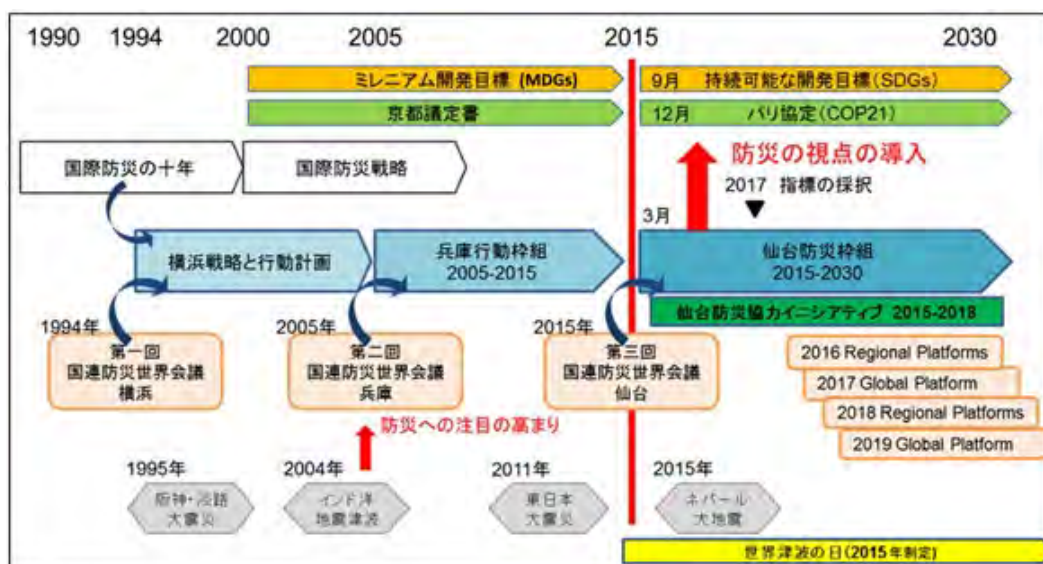 1990 1994 2000 2005 2015 2030
ミレニアム開発目標 (MDGs)
9月 持続可能な開発目標(SDGs)
京都議定書
12月 パリ協定(COP21)
国際防災の十年
国際防災戦略
防災の視点の導入
2017 指標の採択
3月
横浜戦略と行動計画
兵庫行動枠組
2005-2015
仙台防災枠組
2015-2030
仙台防災協力イニシアティブ 2015-2018
1994年
第一回
国連防災世界会議
横浜
2005年
第二回
国連防災世界会議
兵庫
2015年
第三回
国連防災世界会議
仙台
2016 Regional Platforms
2017 Global Platform
2018 Regional Platforms
2019 Global Platform
防災への注目の高まり
1995年
阪神・淡路
大震災
2004年
インド洋
地震津波
2011年
東日本
大震災
2015年
ネパール
大地震
世界津波の日(2015年制定)